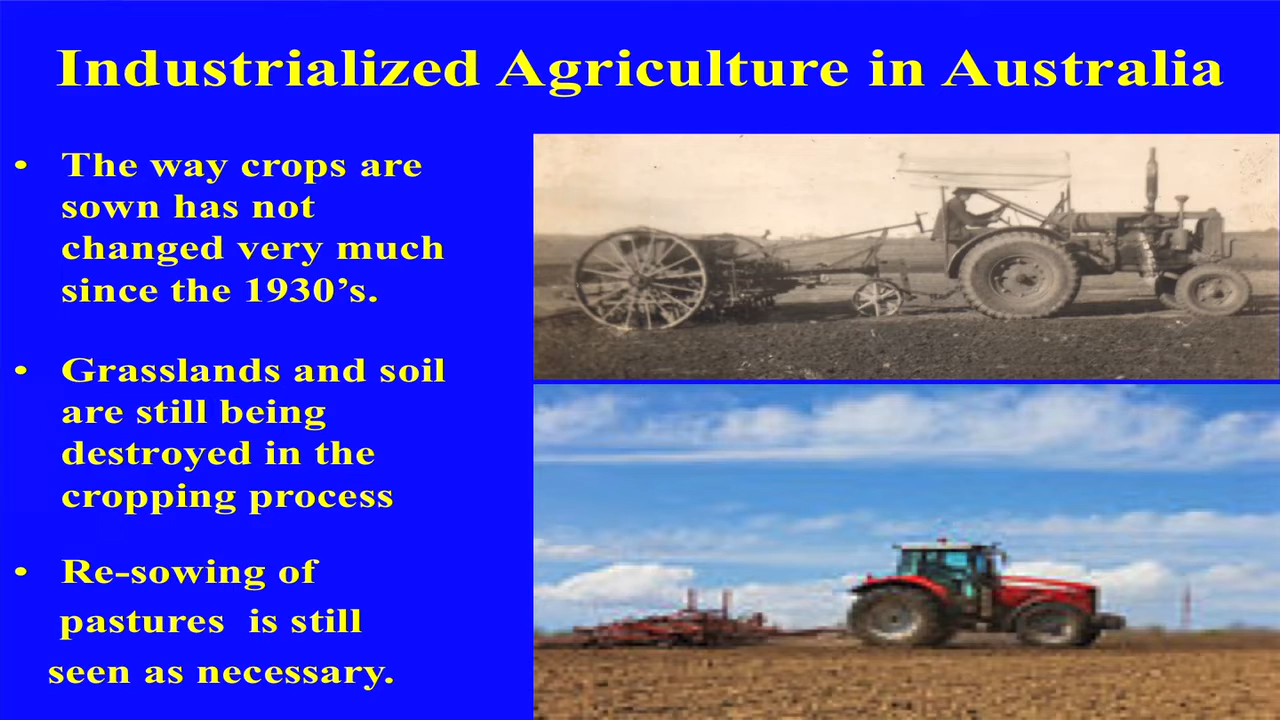 Industrialized Agriculture in Australia
• The way crops are
sown has not
changed very much
since the 1930’s.
• Grasslands and soil
are still being
destroyed in the
cropping process
• Re-sowing of
pastures  is still
seen as necessary.